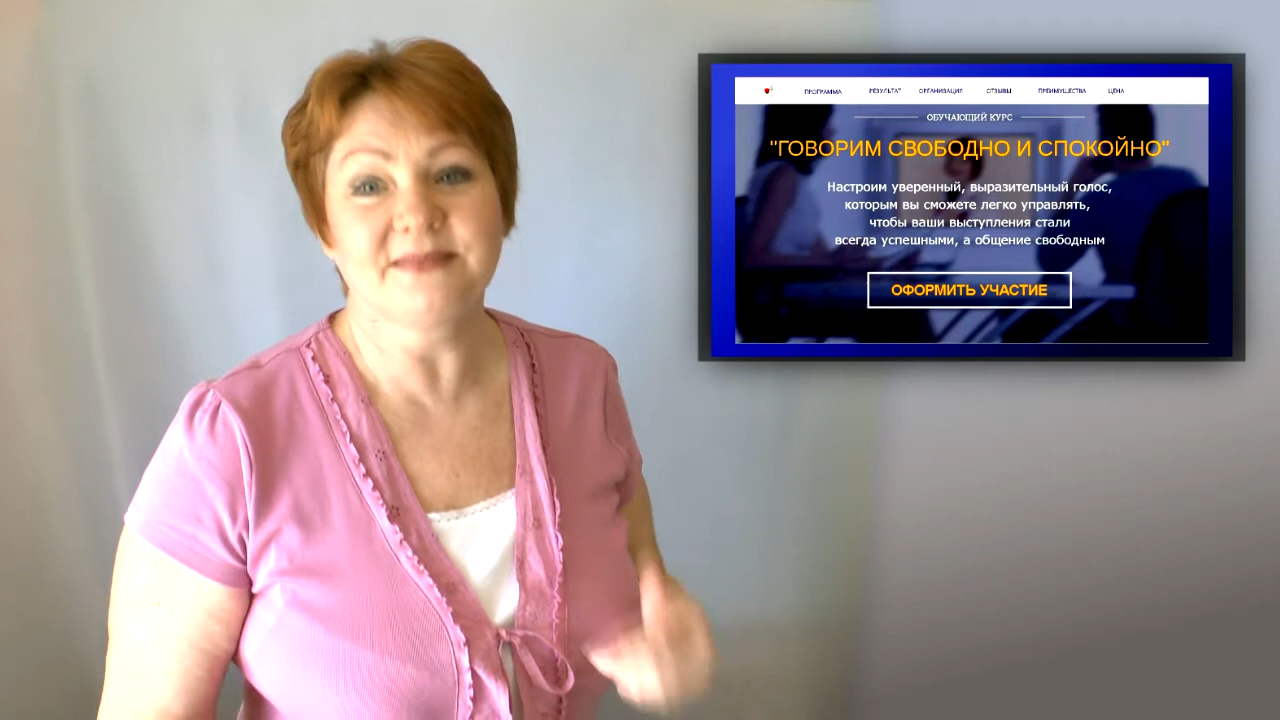 ПРОГРАММА РЕЗУЛЬТАТ ОРГАНИЗАЦИЯ ОТЗЫВЫ ПРЕИМУЩЕСТВА ЦЕНА
ОБУЧАЮЩИЙ КУРС
"ГОВОРИМ СВОБОДНО И СПОКОЙНО"
Настроим уверенный, выразительный голос,
которым вы сможете легко управлять,
чтобы ваши выступления стали
всегда успешными, а общение свободным
ОФОРМИТЬ УЧАСТИЕ